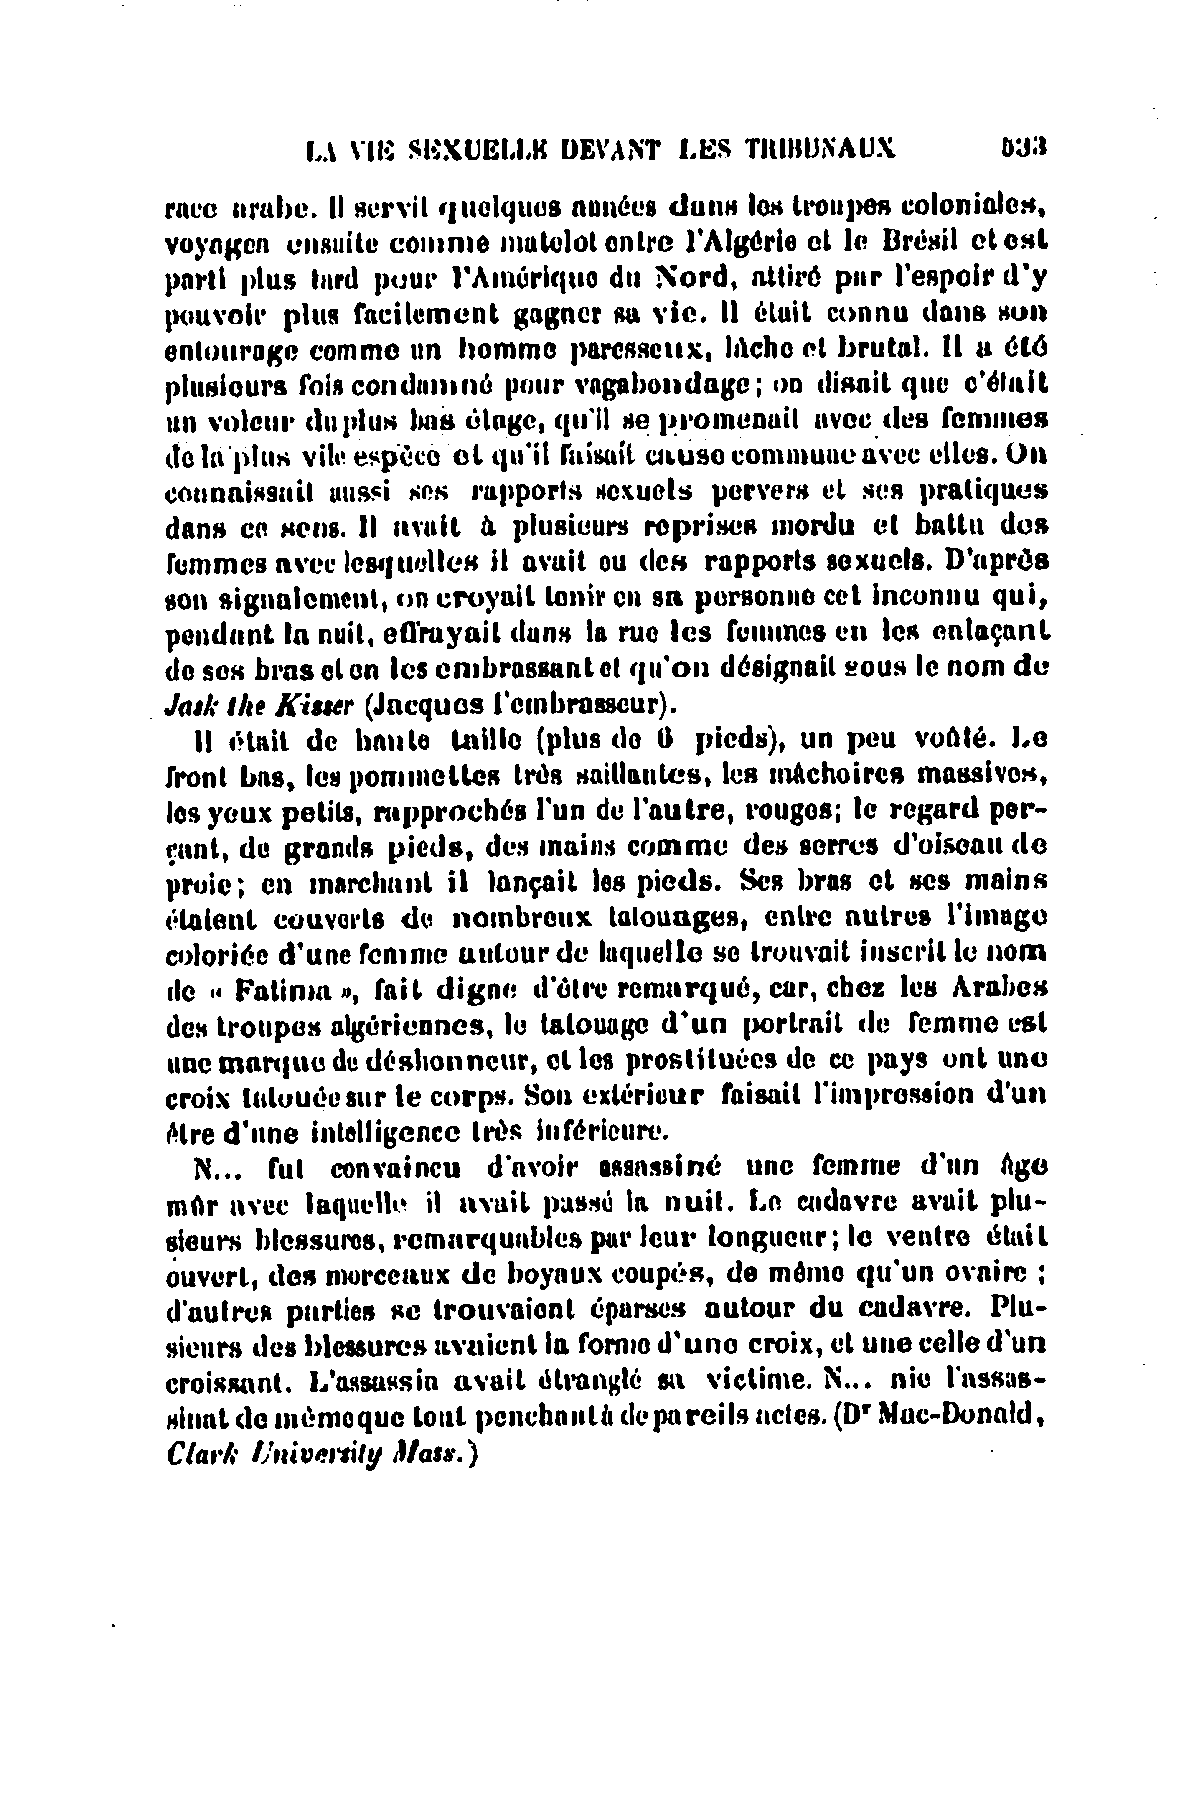 LA VIE SEXUELLE DEVANT LES TRIBUNAUX 533
race arabe. Il servit quelques années dans les troupes coloniales,
voyagea ensuite comme matelot entre l'Algérie et le Brésil et est
parti plus tard pour l'Amérique du Nord, attiré par l'espoir d'y
pouvoir plus facilement gagner sa vie. Il était connu dans son
entourage comme un homme paresseux, lâche et brutal. Il a été
plusieurs fois condamné pour vagabondage; on disait que c'était
un voleur du plus bas étage, qu'il se promenait avec des femmes
de la plus vile espèce et qu'il faisait cause commune avec elles. On
connaissait aussi ses rapports sexuels pervers et ses pratiques
dans ce sens. Il avait à plusieurs reprises mordu et battu des
femmes avec lesquelles il avait eu des rapports sexuels. D'après
son signalement, on croyait tenir en sa personne cet inconnu qui,
pendant la nuit, effrayait dans la rue les femmes en les enlaçant
de ses bras et en les embrassant et qu'on désignait sous le nom de
Jask the Kisser (Jacques l'embrasseur).
Il était de haute taille (plus de 6 pieds), un peu voûté. Le
front bas, les pommettes très saillantes, les mâchoires massives,
les yeux petits, rapprochés l'un de l'autre, rouges; le regard per-
çant, de grands pieds, des mains comme des serres d'oiseau de
proie; en marchant il lançait les pieds. Ses bras et ses mains
étaient couverts de nombreux tatouages, entre autres l'image
coloriée d'une femme autour de laquelle se trouvait inscrit le nom
de « Fatima », fait digne d'être remarqué, car, chez les Arabes
des troupes algériennes, le tatouage d'un portrait de femme est
une marque de déshonneur, et les prostituées de ce pays ont une
croix tatouée sur le corps. Son extérieur faisait l'impression d'un
être d'une intelligence très inférieure.
N... fut convaincu d'avoir assassiné une femme d'un âge
mûr avec laquelle il avait passé la nuit. Le cadavre avait plu-
sieurs blessures, remarquables par leur longueur; le ventre était
ouvert, des morceaux de boyaux coupés, de même qu'un ovaire;
d'autres parties se trouvaient éparses autour du cadavre. Plu-
sieurs des blessures avaient la forme d'une croix, et une celle d'un
croissant. L'assassin avait étranglé sa victime. N... nie l'assas-
sinat de même que tout penchant à de pareils actes. (Dr Mac-Donald,
Clark University Mass.)